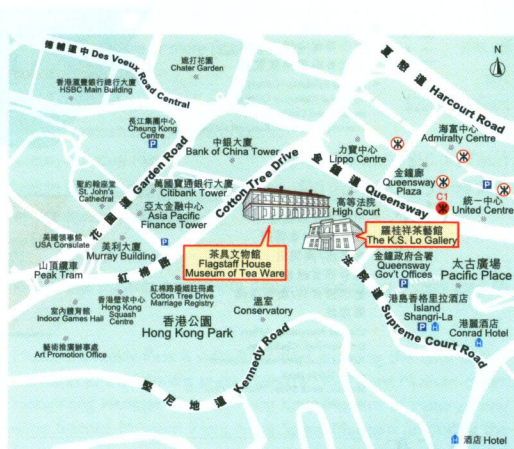 德輔道中 Des Voeux Road Central
遮打花園
Chater Garden
N
夏慤道 Harcourt Road
香港滙豐銀行總行大廈
HSBC Main Building
長江集團中心
Cheung Kong
Centre
P
花園道 Garden Road
中銀大廈
Bank of China Tower
Cotton Tree Drive
紅棉路
力寶中心
Lippo Centre
金鐘道 Queensway
海富中心
Admiralty Centre
金鐘廊
Queensway
Plaza
P
C1
統一中心
United Centre
聖約翰座堂
St. John's
Cathedral
萬國寶通銀行大廈
Citibank Tower
亞太金融中心
Asia Pacific
Finance Tower
高等法院
High Court
羅桂祥茶藝館
The K.S. Lo Gallery
美國領事館
USA Consulate
美利大廈
Murray Building
P
茶具文物館
Flagstaff House
Museum of Tea Ware
山頂纜車
Peak Tram
金鐘政府合署
Queensway
Gov't Offices
P
太古廣場
Pacific Place
法院道 Supreme Court Road
香港壁球中心
Hong Kong
Squash
Centre
紅棉路婚姻註冊處
Cotton Tree Drive
Marriage Registry
溫室
Conservatory
室內體育館
Indoor Games Hall
香港公園
Hong Kong Park
港島香格里拉酒店
Island
Shangri-La
P
H
港麗酒店
Conrad Hotel
H
藝術推廣辦事處
Art Promotion Office
堅尼地道 Kennedy Road
H 酒店 Hotel